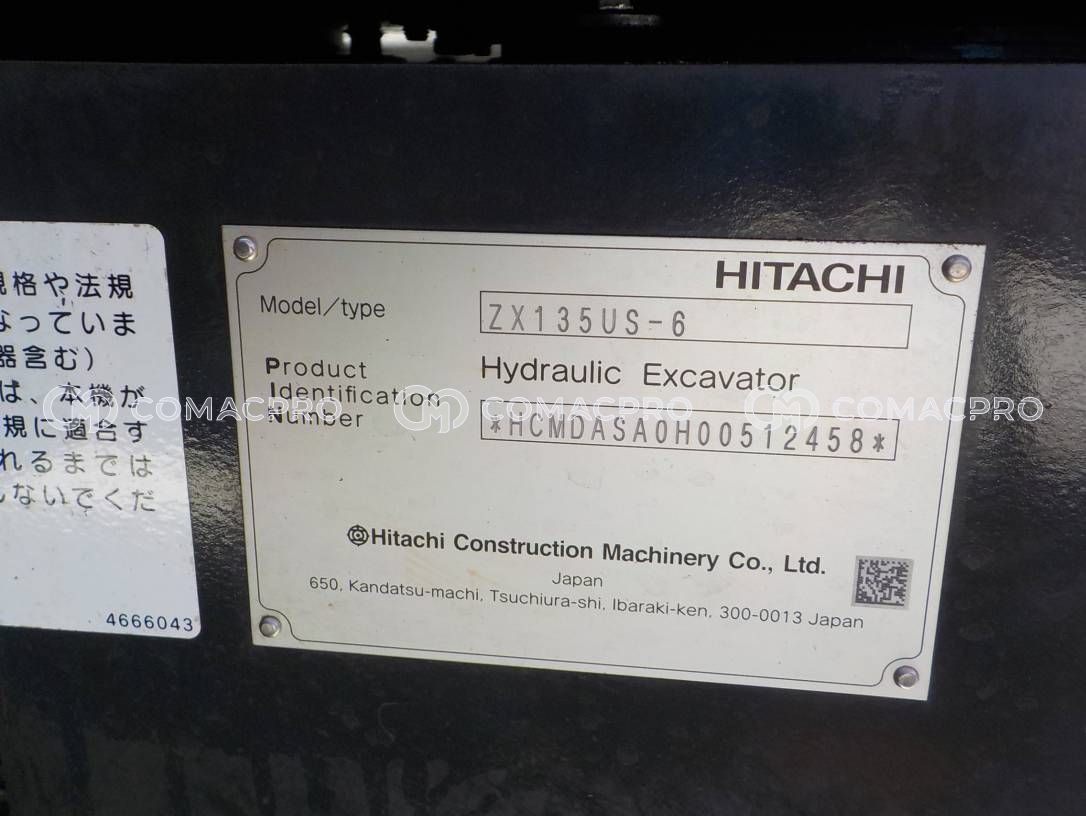 規格や法規
なっていま
器含む)
は、本機が
規に適合す
れるまでは
しないでくだ
4666043
HITACHI
Model/type
ZX135US-6
Hydraulic Excavator
Product
Identification
Number
*HCMDASA0H00512458*
Hitachi Construction Machinery Co., Ltd.
Japan
650, Kandatsu-machi, Tsuchiura-shi, Ibaraki-ken, 300-0013 Japan
COMACPRO COMACPRO COMACPRO